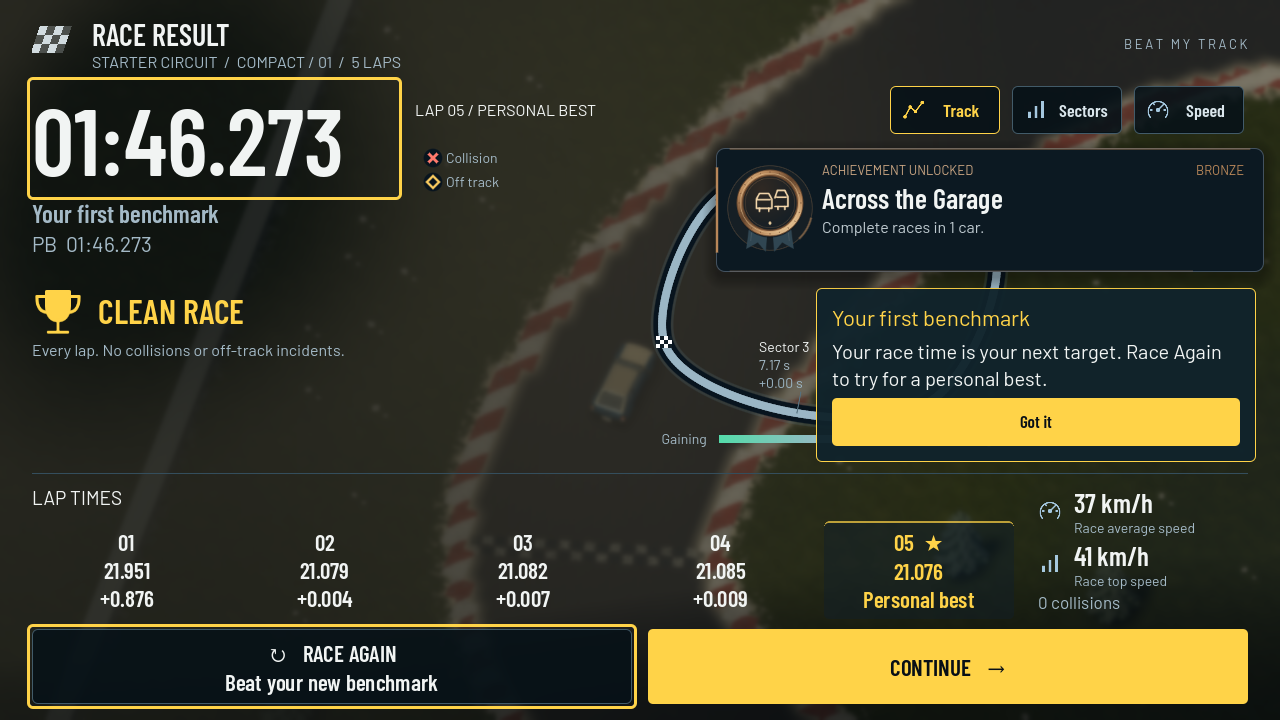 RACE RESULT
STARTER CIRCUIT / COMPACT / 01 / 5 LAPS
BEAT MY TRACK
01:46.273
LAP 05 / PERSONAL BEST
Collision
Off track
Your first benchmark
PB 01:46.273
CLEAN RACE
Every lap. No collisions or off-track incidents.
Track
Sectors
Speed
ACHIEVEMENT UNLOCKED
BRONZE
Across the Garage
Complete races in 1 car.
Sector 3
7.17 s
+0.00 s
Gaining
Your first benchmark
Your race time is your next target. Race Again
to try for a personal best.
Got it
LAP TIMES
01
21.951
+0.876
02
21.079
+0.004
03
21.082
+0.007
04
21.085
+0.009
05 ★
21.076
Personal best
37 km/h
Race average speed
41 km/h
Race top speed
0 collisions
↻ RACE AGAIN
Beat your new benchmark
CONTINUE →